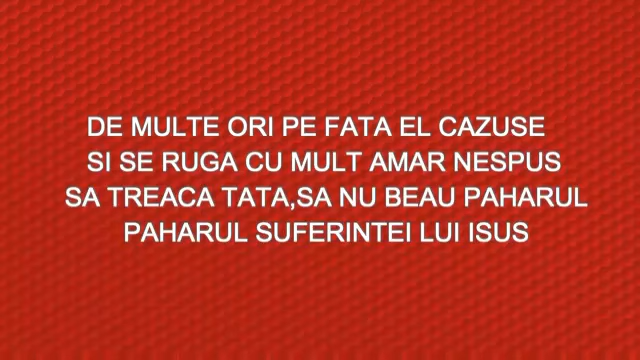 DE MULTE ORI PE FATA EL CAZUSE
SI SE RUGA CU MULT AMAR NESPUS
SA TREACA TATA,SA NU BEAU PAHARUL
PAHARUL SUFERINTEI LUI ISUS